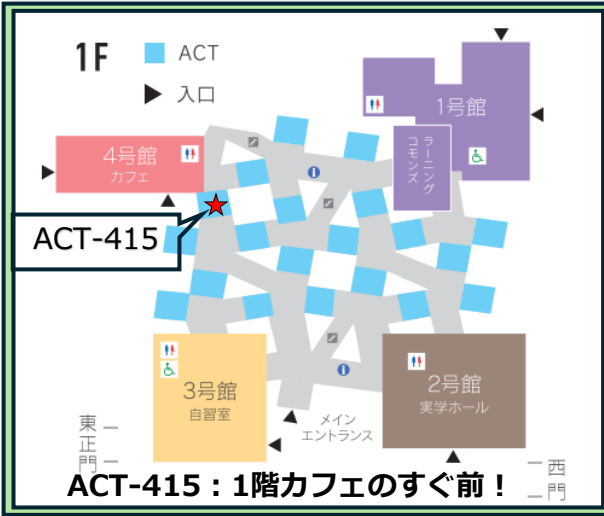 1F
ACT
入口
1号館
ラーニング
コモンズ
4号館
カフェ
ACT-415
3号館
自習室
2号館
実学ホール
メイン
エントランス
東正門
西門
ACT-415：1階カフェのすぐ前！